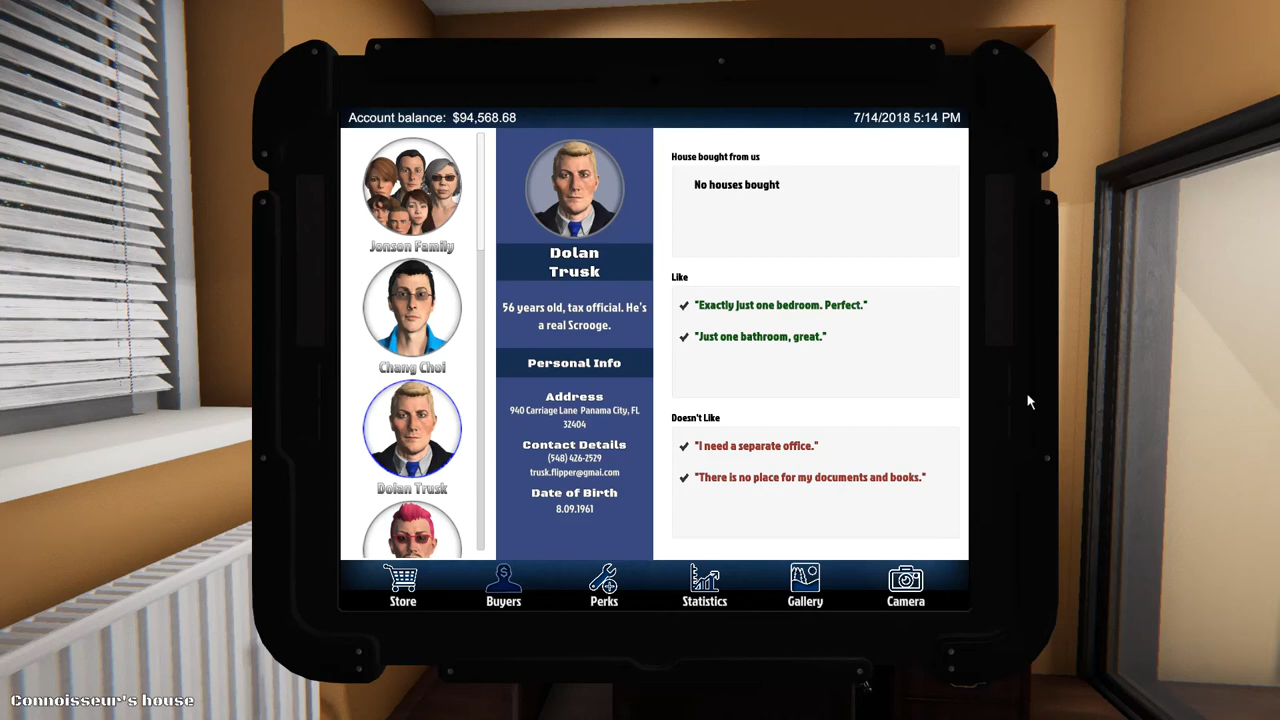 Account balance: $94,568.68
7/14/2018 5:14 PM
Jonson Family
Chang Choi
Dolan Trusk
Dolan
Trusk
56 years old, tax official. He's
a real Scrooge.
Personal Info
Address
940 Carriage Lane Panama City, FL
32404
Contact Details
(548) 426-2529
trusk.flipper@gmai.com
Date of Birth
8.09.1961
House bought from us
No houses bought
Like
"Exactly just one bedroom. Perfect."
"Just one bathroom, great."
Doesn't Like
"I need a separate office."
"There is no place for my documents and books."
Store
Buyers
Perks
Statistics
Gallery
Camera
Connoisseur's house